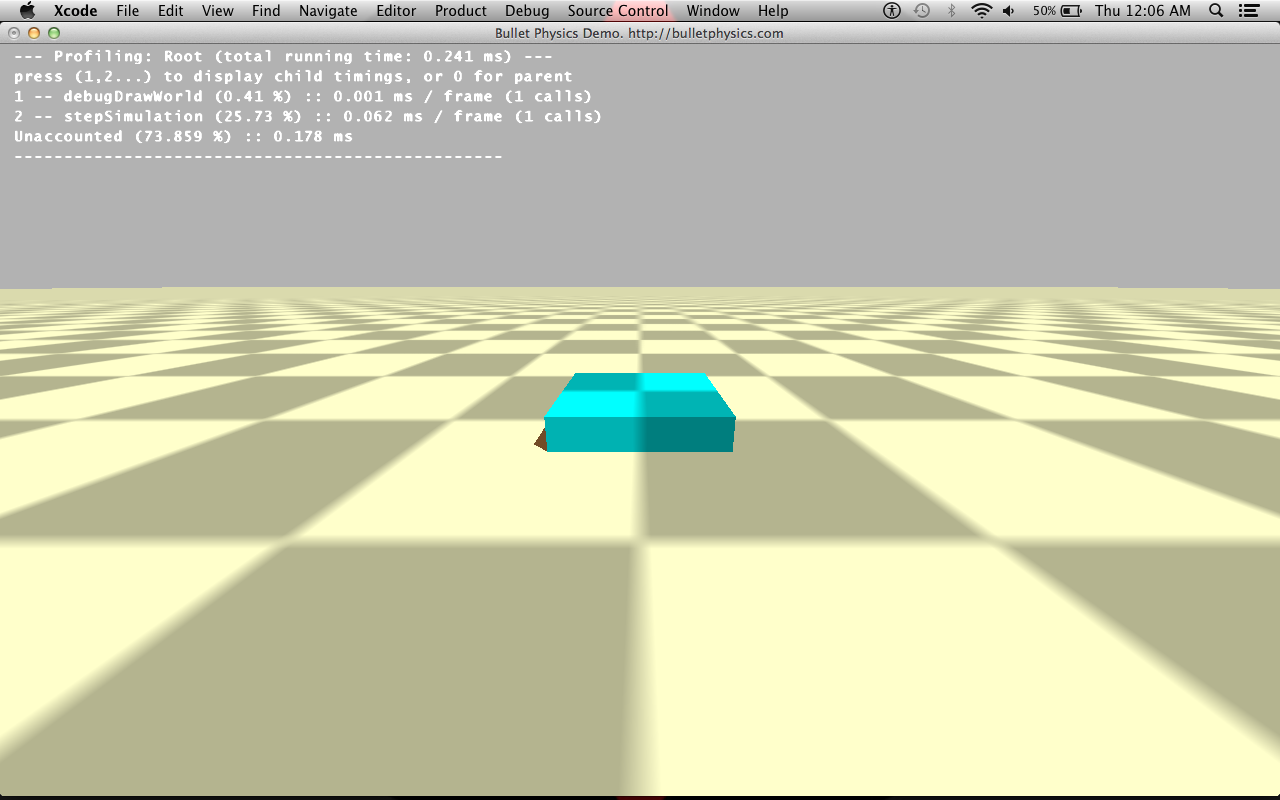 Xcode File Edit View Find Navigate Editor Product Debug Source Control Window Help 50% Thu 12:06 AM
Bullet Physics Demo. http://bulletphysics.com
--- Profiling: Root (total running time: 0.241 ms) ---
press (1,2...) to display child timings, or 0 for parent
1 -- debugDrawWorld (0.41 %) :: 0.001 ms / frame (1 calls)
2 -- stepSimulation (25.73 %) :: 0.062 ms / frame (1 calls)
Unaccounted (73.859 %) :: 0.178 ms
-------------------------------------------------